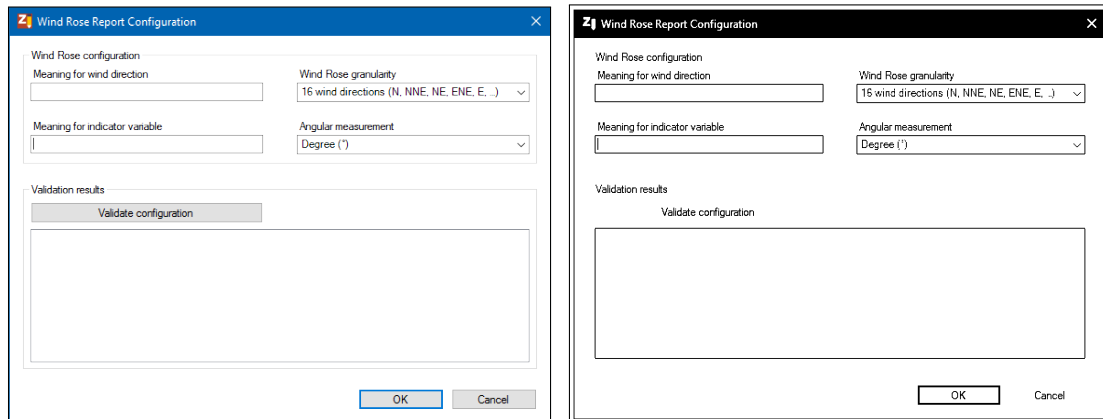 Wind Rose Report Configuration
Wind Rose configuration
Meaning for wind direction
Wind Rose granularity
16 wind directions (N, NNE, NE, ENE, E, ..)
Meaning for indicator variable
Angular measurement
Degree (°)
Validation results
Validate configuration
OK
Cancel
Wind Rose Report Configuration
Wind Rose configuration
Meaning for wind direction
Wind Rose granularity
16 wind directions (N, NNE, NE, ENE, E, ..)
Meaning for indicator variable
Angular measurement
Degree (°)
Validation results
Validate configuration
OK
Cancel